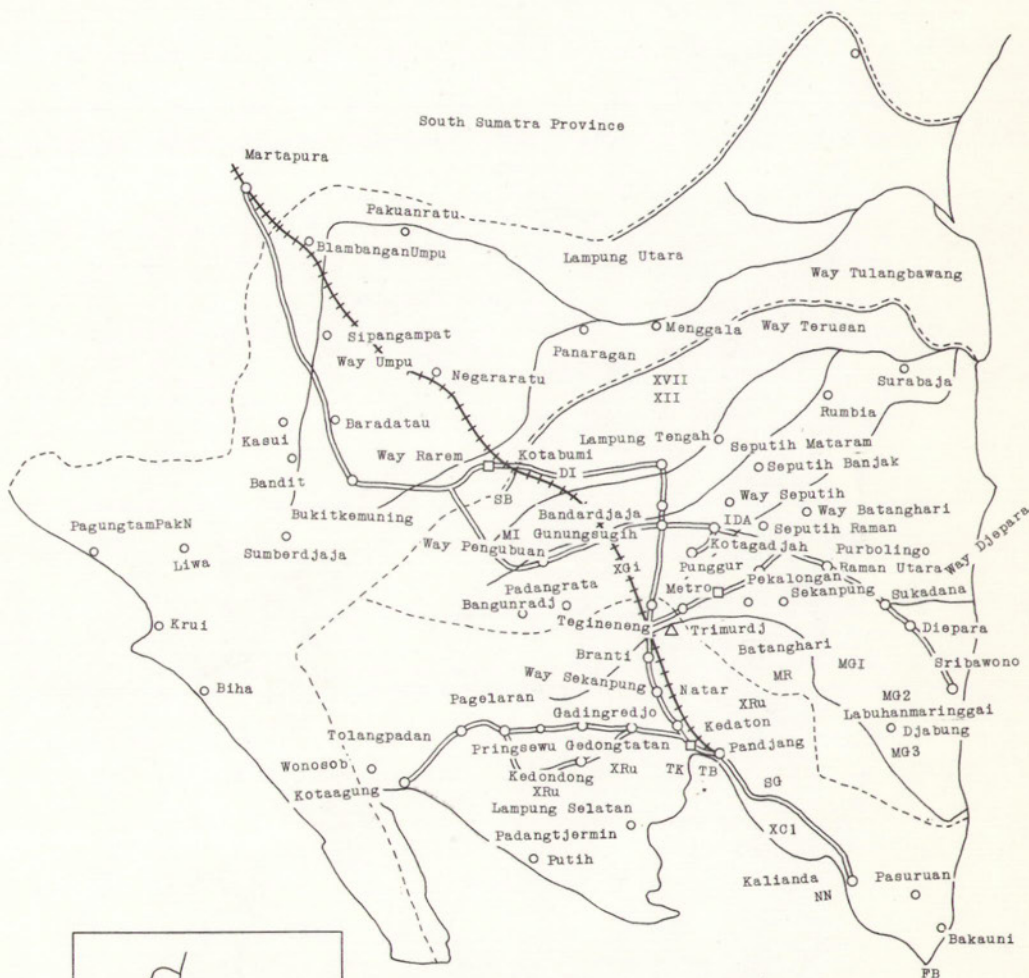 South Sumatra Province
Martapura
Pakuanratu
BlambanganUmpu
Lampung Utara
Way Tulangbawang
Sipangampat
Way Umpu
Menggala
Way Terusan
Panaragan
Negararatu
XVII
XII
Surabaja
Rumbia
Baradatau
Kasui
Lampung Tengah
Seputih Mataram
Way Rarem
Kotabumi
DI
Bandit
Seputih Banjak
SB
Bukitkemuning
Bandardjaja
Way Seputih
Way Batanghari
IDA
Seputih Raman
PagungtamPakN
Liwa
Sumberdjaja
MI Gunungsugih
Way Pengubuan
Kotagadjah
Purbolingo
Way Djepara
XGi
Punggur
Raman Utara
Padangrata
Metro
Pekalongan
Bangunradj
Sekanpung
Sukadana
Krui
Tegineneng
Trimurdj
Diepara
Branti
Batanghari
MGI
Sribawono
Biha
Way Sekanpung
Natar
MR
MG2
Pagelaran
XRu
Labuhanmaringgai
Gadingredjo
Kedaton
Djabung
Tolangpadan
Pringsewu Gedongtatan
Pandjang
MG3
Wonosob
Kedondong
XRu
TK
TB
SG
Kotaagung
XRu
Lampung Selatan
XC1
Padangtjermin
Putih
Kalianda
Pasuruan
NN
Bakauni
FB